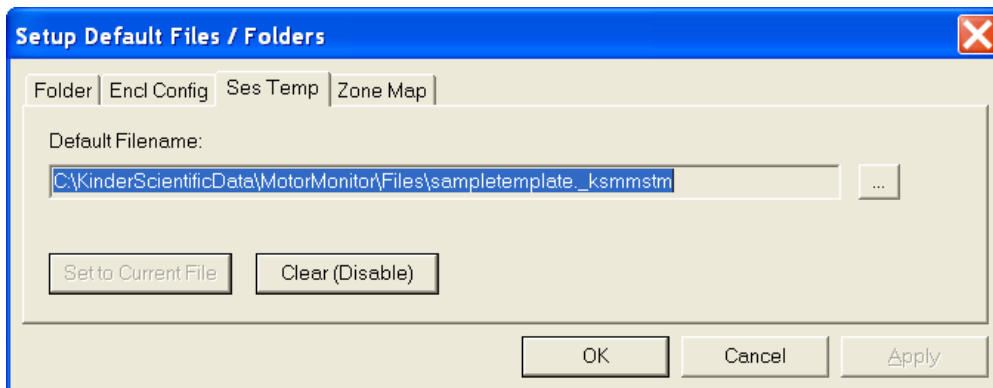 Setup Default Files / Folders
Folder Encl Config Ses Temp Zone Map
Default Filename:
C:\KinderScientificData\MotorMonitor\Files\sampletemplate._ksmmstm ...
Set to Current File Clear (Disable)
OK Cancel Apply